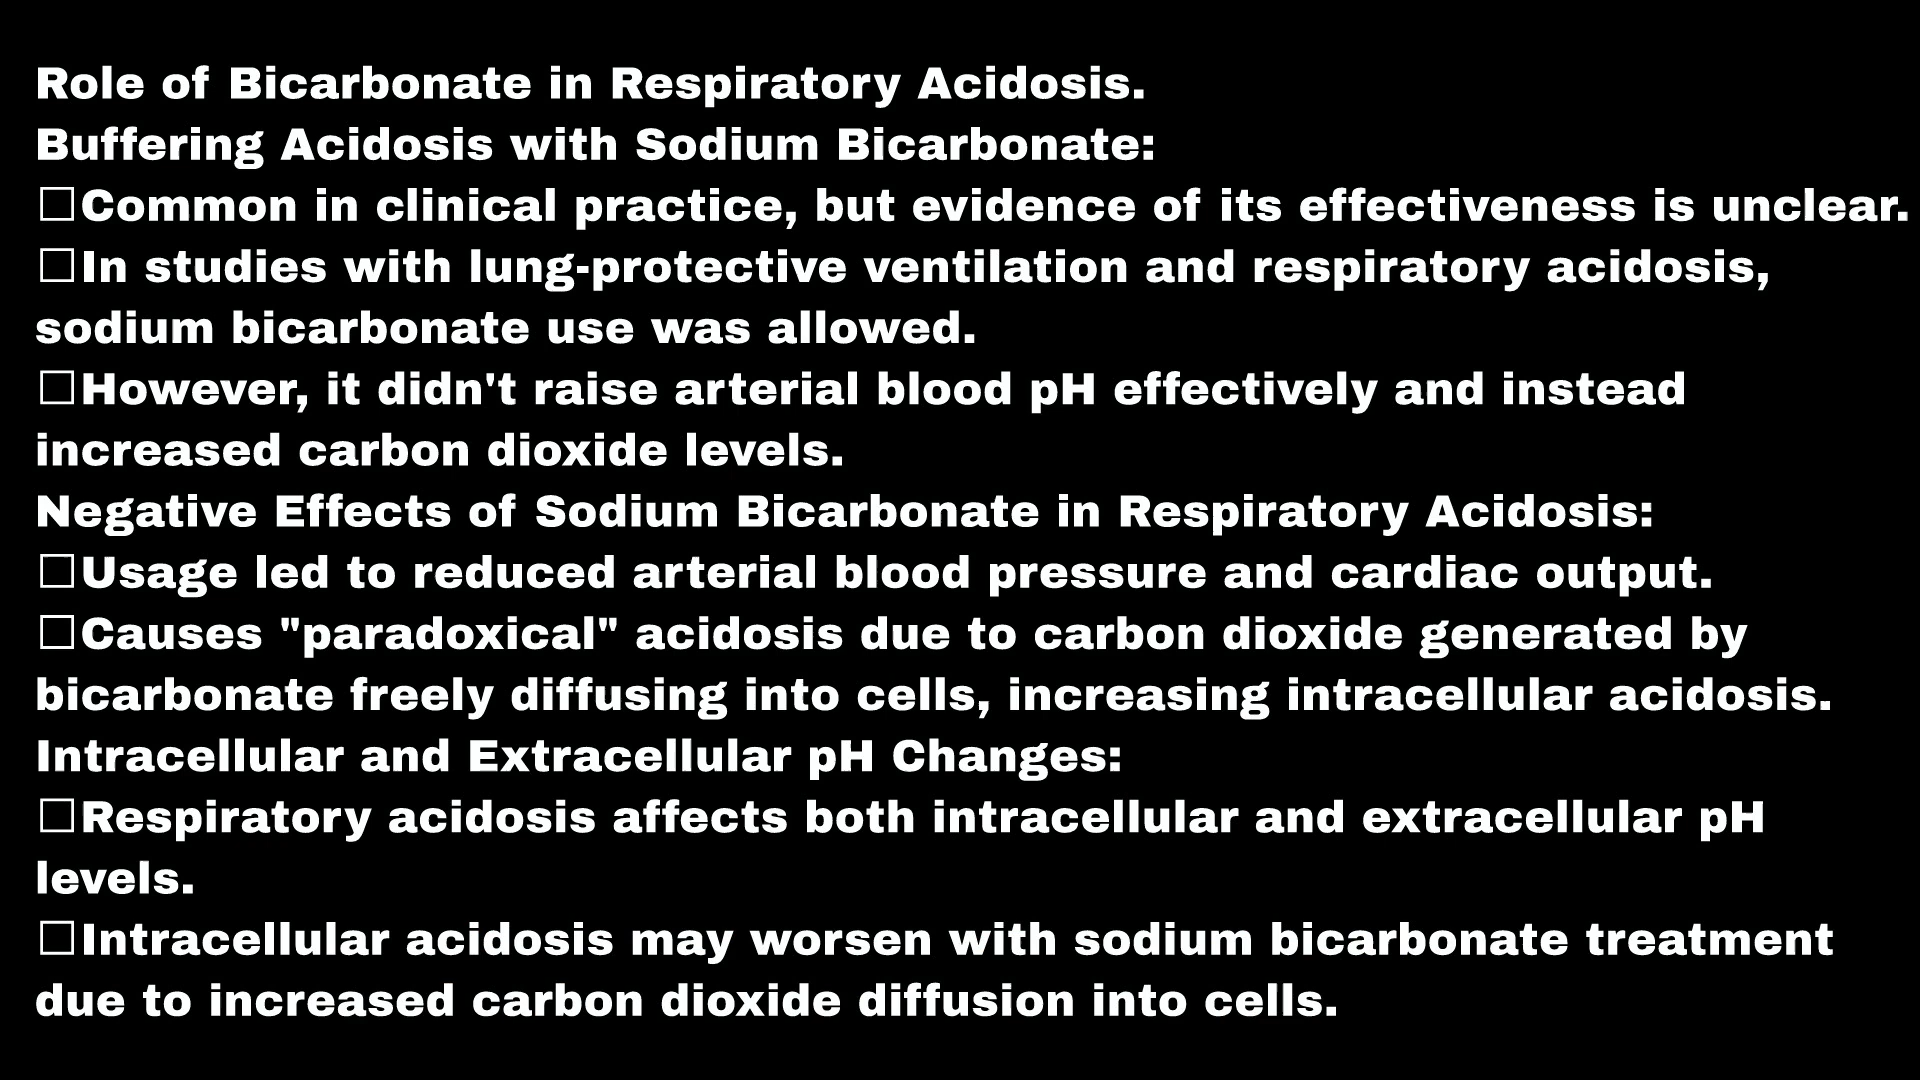 Role of Bicarbonate in Respiratory Acidosis.
Buffering Acidosis with Sodium Bicarbonate:
☐Common in clinical practice, but evidence of its effectiveness is unclear.
☐In studies with lung-protective ventilation and respiratory acidosis,
sodium bicarbonate use was allowed.
☐However, it didn't raise arterial blood pH effectively and instead
increased carbon dioxide levels.
Negative Effects of Sodium Bicarbonate in Respiratory Acidosis:
☐Usage led to reduced arterial blood pressure and cardiac output.
☐Causes "paradoxical" acidosis due to carbon dioxide generated by
bicarbonate freely diffusing into cells, increasing intracellular acidosis.
Intracellular and Extracellular pH Changes:
☐Respiratory acidosis affects both intracellular and extracellular pH
levels.
☐Intracellular acidosis may worsen with sodium bicarbonate treatment
due to increased carbon dioxide diffusion into cells.